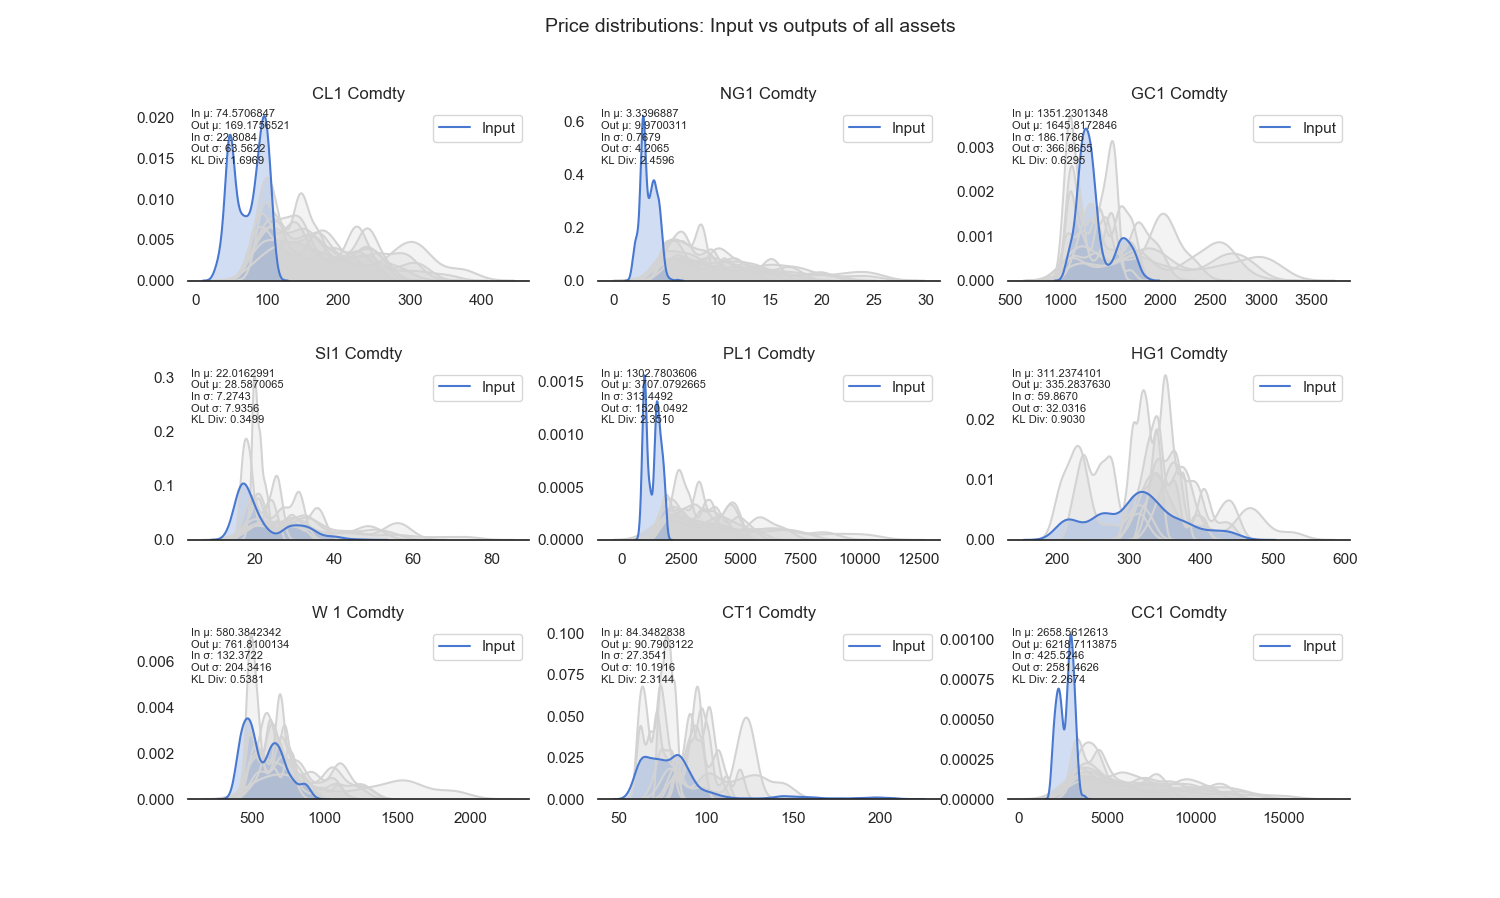 Price distributions: Input vs outputs of all assets
CL1 Comdty
In µ: 74.5706847
Out µ: 169.1756521
In σ: 22.8084
Out σ: 63.5622
KL Div: 1.6969
Input
0.020
0.015
0.010
0.005
0.000
0 100 200 300 400
NG1 Comdty
In µ: 3.3396887
Out µ: 9.9700311
In σ: 0.7679
Out σ: 4.2065
KL Div: 2.4596
Input
0.6
0.4
0.2
0.0
0 5 10 15 20 25 30
GC1 Comdty
In µ: 1351.2301348
Out µ: 1645.8172846
In σ: 186.1786
Out σ: 366.8655
KL Div: 0.6295
Input
0.003
0.002
0.001
0.000
500 1000 1500 2000 2500 3000 3500
SI1 Comdty
In µ: 22.0162991
Out µ: 28.5870065
In σ: 7.2743
Out σ: 7.9356
KL Div: 0.3499
Input
0.3
0.2
0.1
0.0
20 40 60 80
PL1 Comdty
In µ: 1302.7803606
Out µ: 3707.0792665
In σ: 313.4492
Out σ: 1520.0492
KL Div: 2.3510
Input
0.0015
0.0010
0.0005
0.0000
0 2500 5000 7500 10000 12500
HG1 Comdty
In µ: 311.2374101
Out µ: 335.2837630
In σ: 59.8670
Out σ: 32.0316
KL Div: 0.9030
Input
0.02
0.01
0.00
200 300 400 500 600
W 1 Comdty
In µ: 580.3842342
Out µ: 761.8100134
In σ: 132.3722
Out σ: 204.3416
KL Div: 0.5381
Input
0.006
0.004
0.002
0.000
500 1000 1500 2000
CT1 Comdty
In µ: 84.3482838
Out µ: 90.7903122
In σ: 27.3541
Out σ: 10.1916
KL Div: 2.3144
Input
0.100
0.075
0.050
0.025
0.000
50 100 150 200
CC1 Comdty
In µ: 2658.5612613
Out µ: 6218.7113875
In σ: 425.5246
Out σ: 2581.4626
KL Div: 2.2674
Input
0.00100
0.00075
0.00050
0.00025
0.00000
0 5000 10000 15000